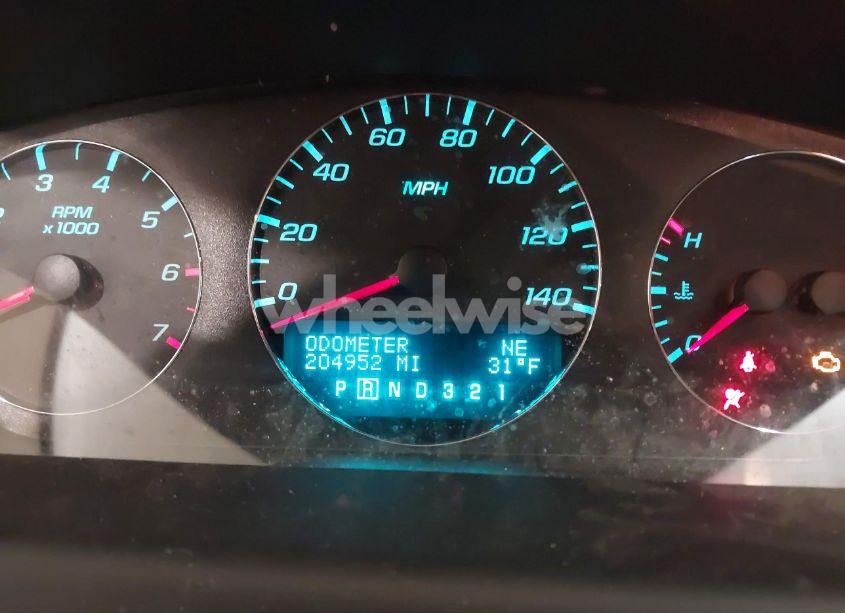 2 3 4 5 6 7
RPM
x1000
0 20 40 60 80 100 120 140
MPH
wheelwise
ODOMETER NE
204952 MI 31°F
P R N D 3 2 1
H
C